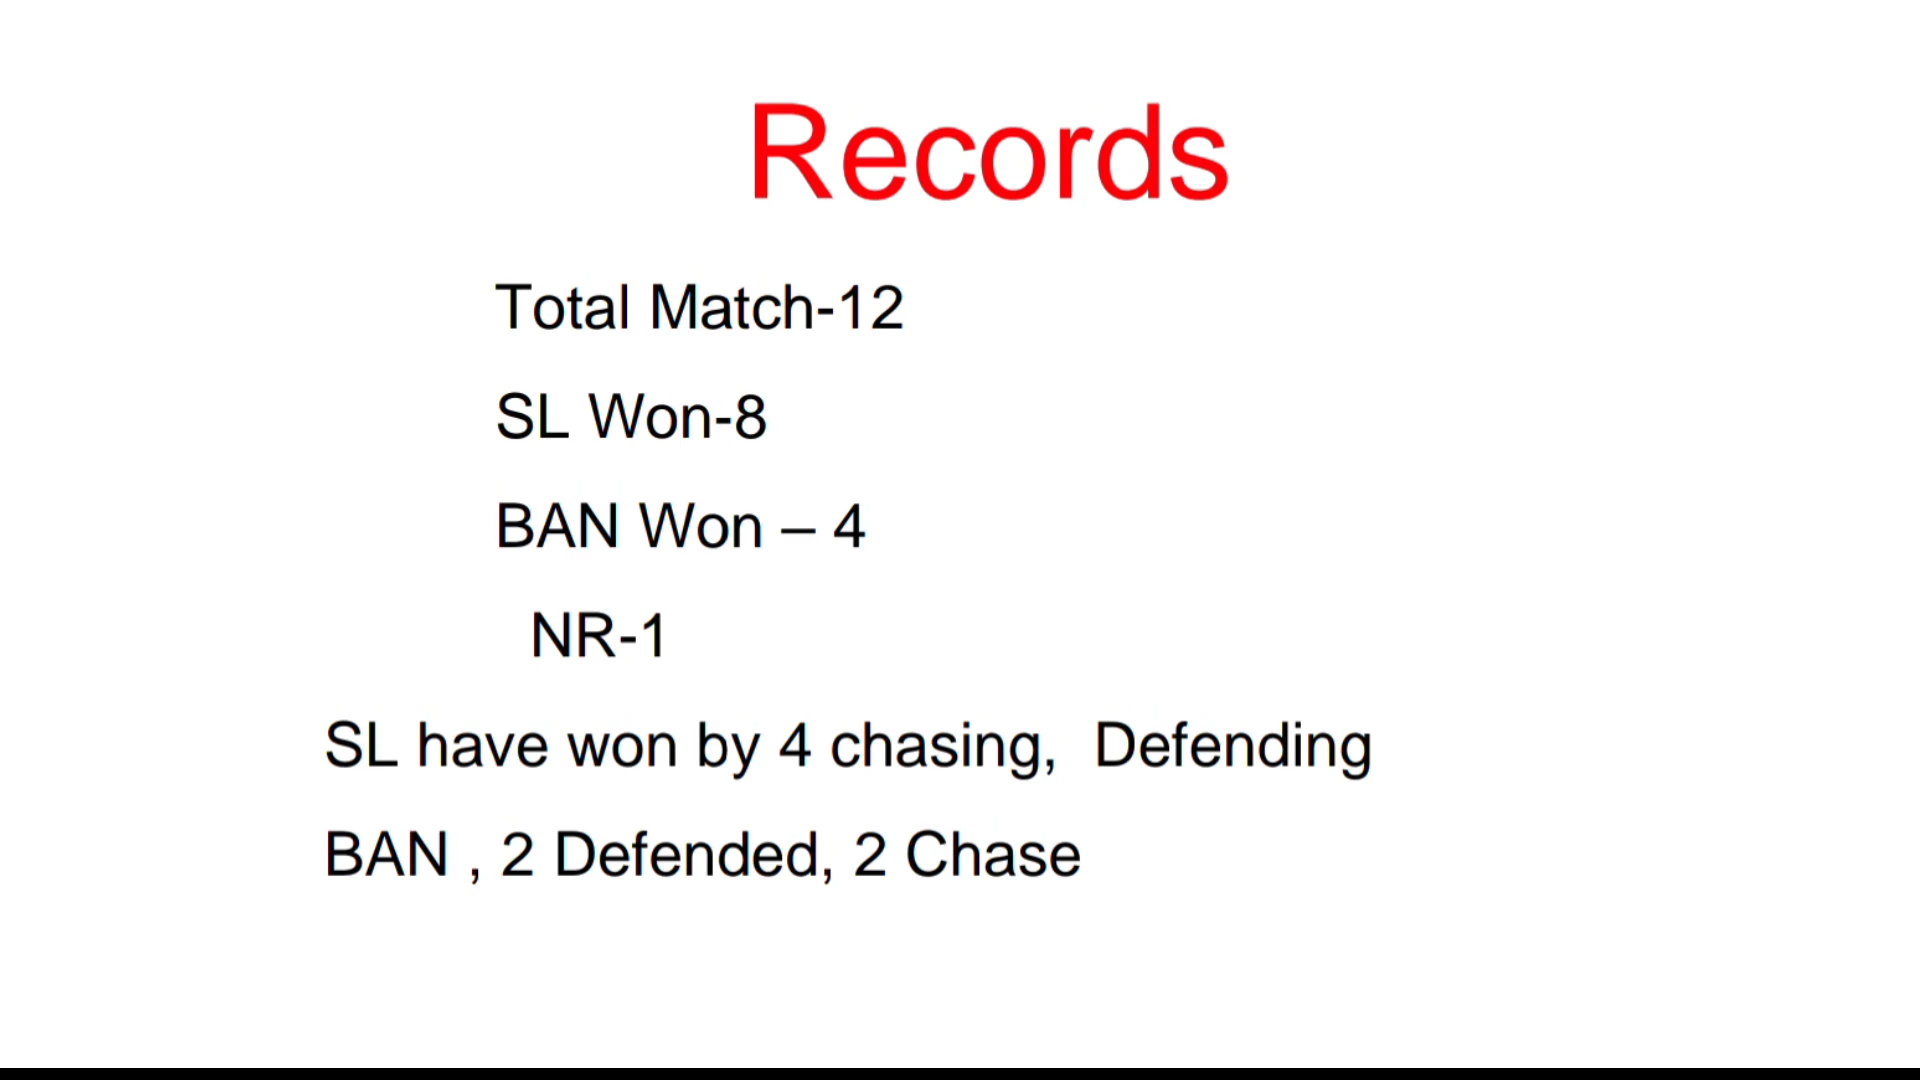 Records
Total Match-12
SL Won-8
BAN Won – 4
NR-1
SL have won by 4 chasing,  Defending
BAN , 2 Defended, 2 Chase